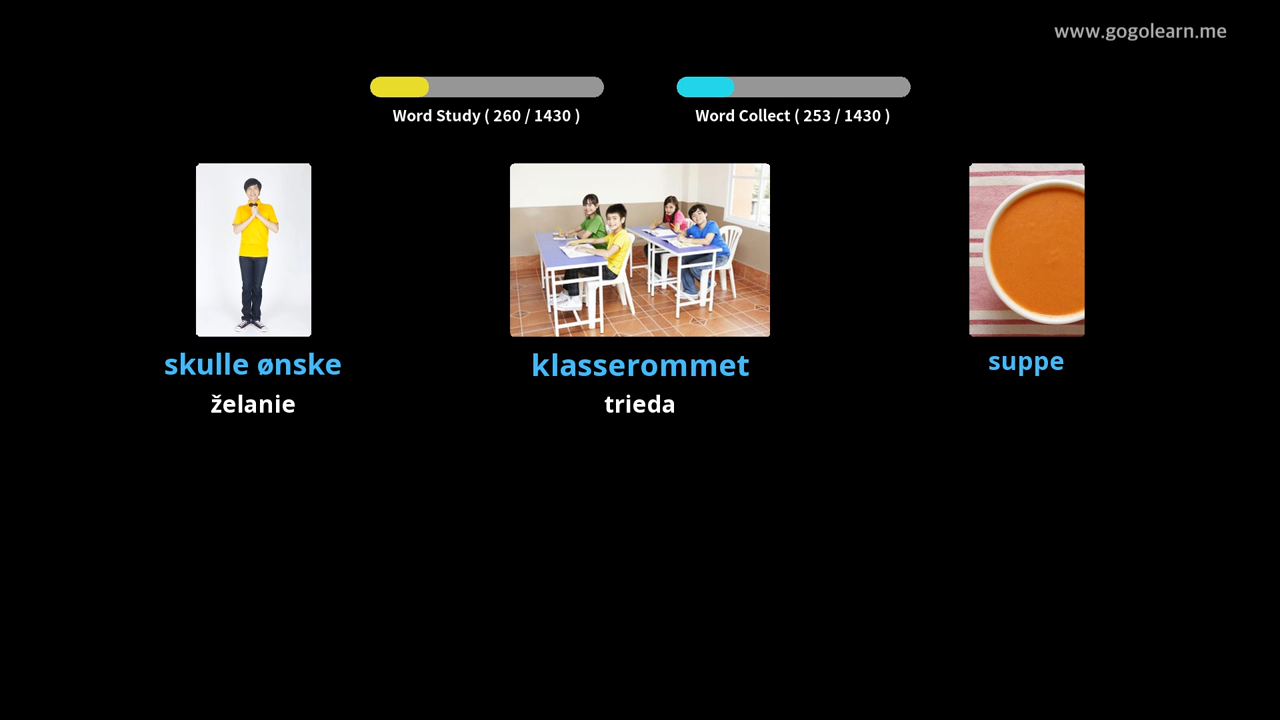 www.gogolearn.me
Word Study ( 260 / 1430 )
Word Collect ( 253 / 1430 )
skulle ønske
želanie
klasserommet
trieda
suppe